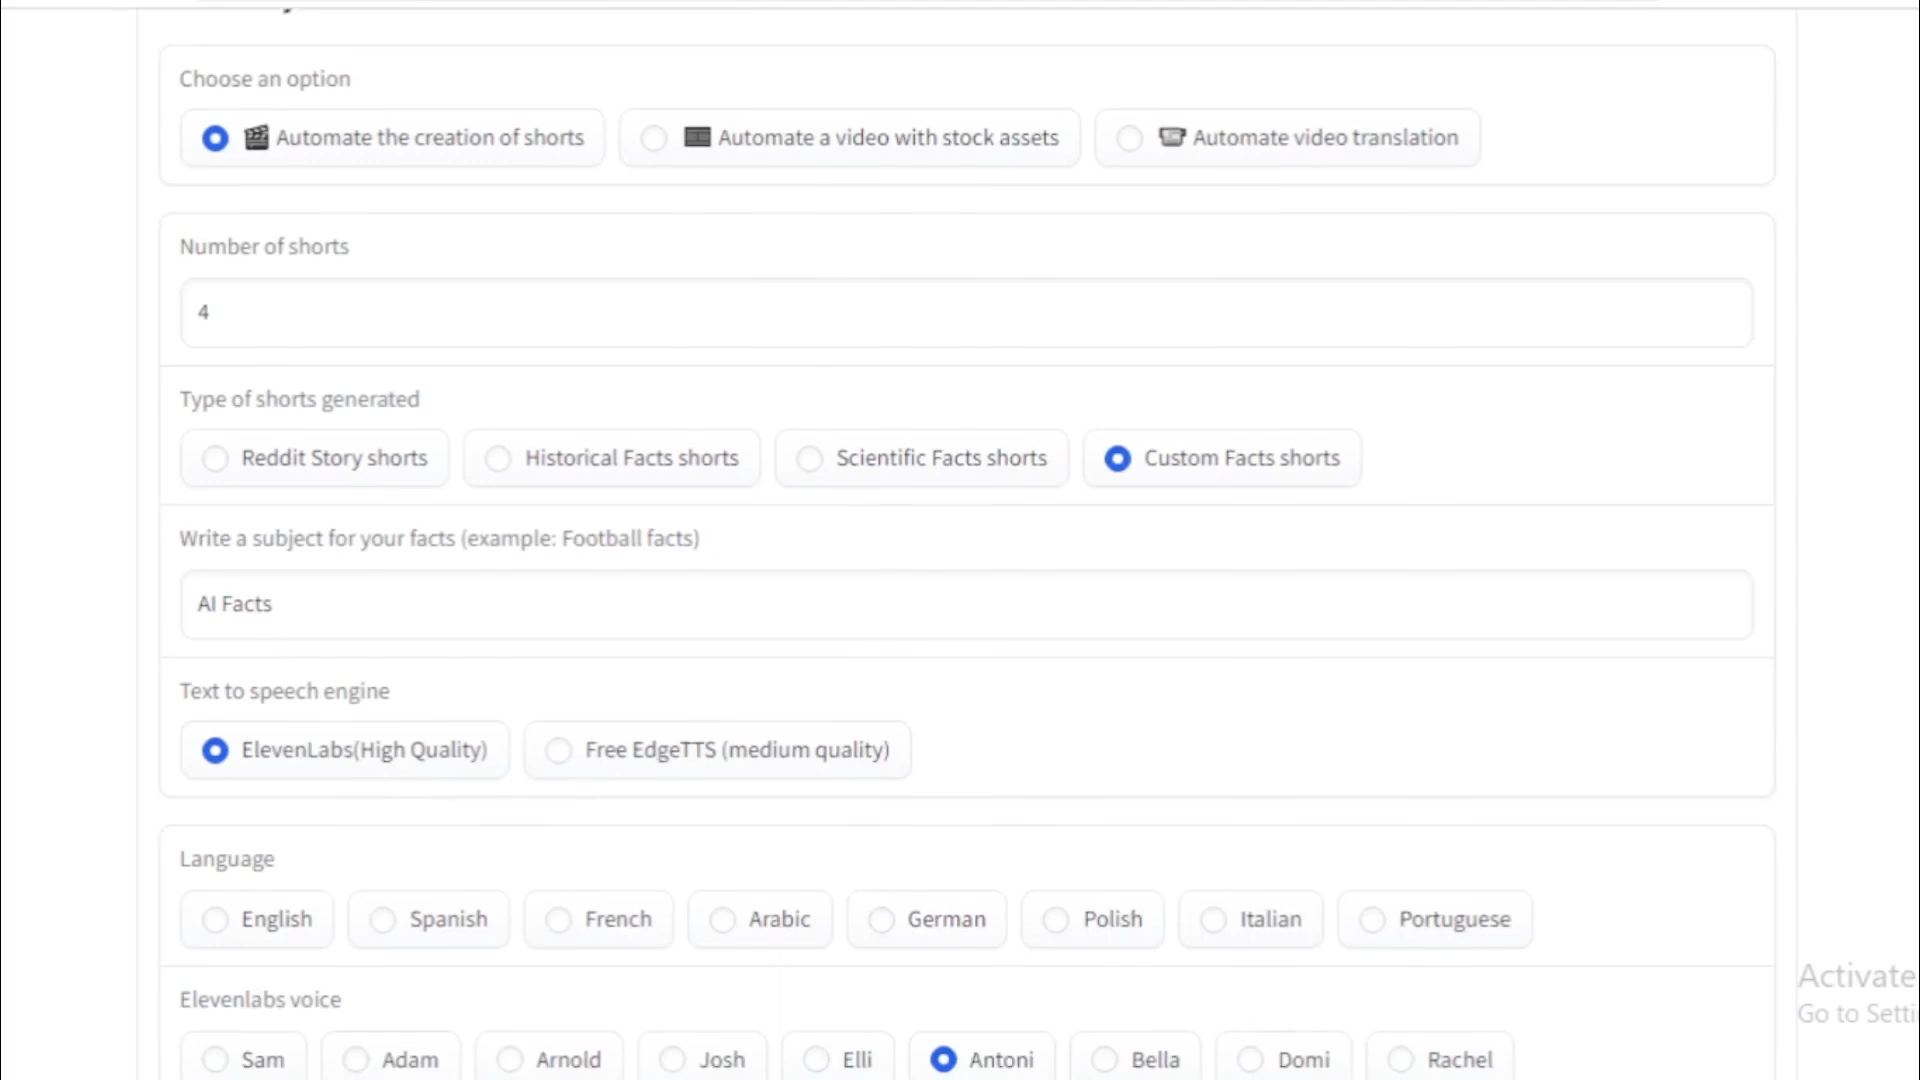 Choose an option
Automate the creation of shorts Automate a video with stock assets Automate video translation
Number of shorts
4
Type of shorts generated
Reddit Story shorts Historical Facts shorts Scientific Facts shorts Custom Facts shorts
Write a subject for your facts (example: Football facts)
AI Facts
Text to speech engine
ElevenLabs(High Quality) Free EdgeTTS (medium quality)
Language
English Spanish French Arabic German Polish Italian Portuguese
Activate
Elevenlabs voice
Go to Setti
Sam Adam Arnold Josh Elli Antoni Bella Domi Rachel